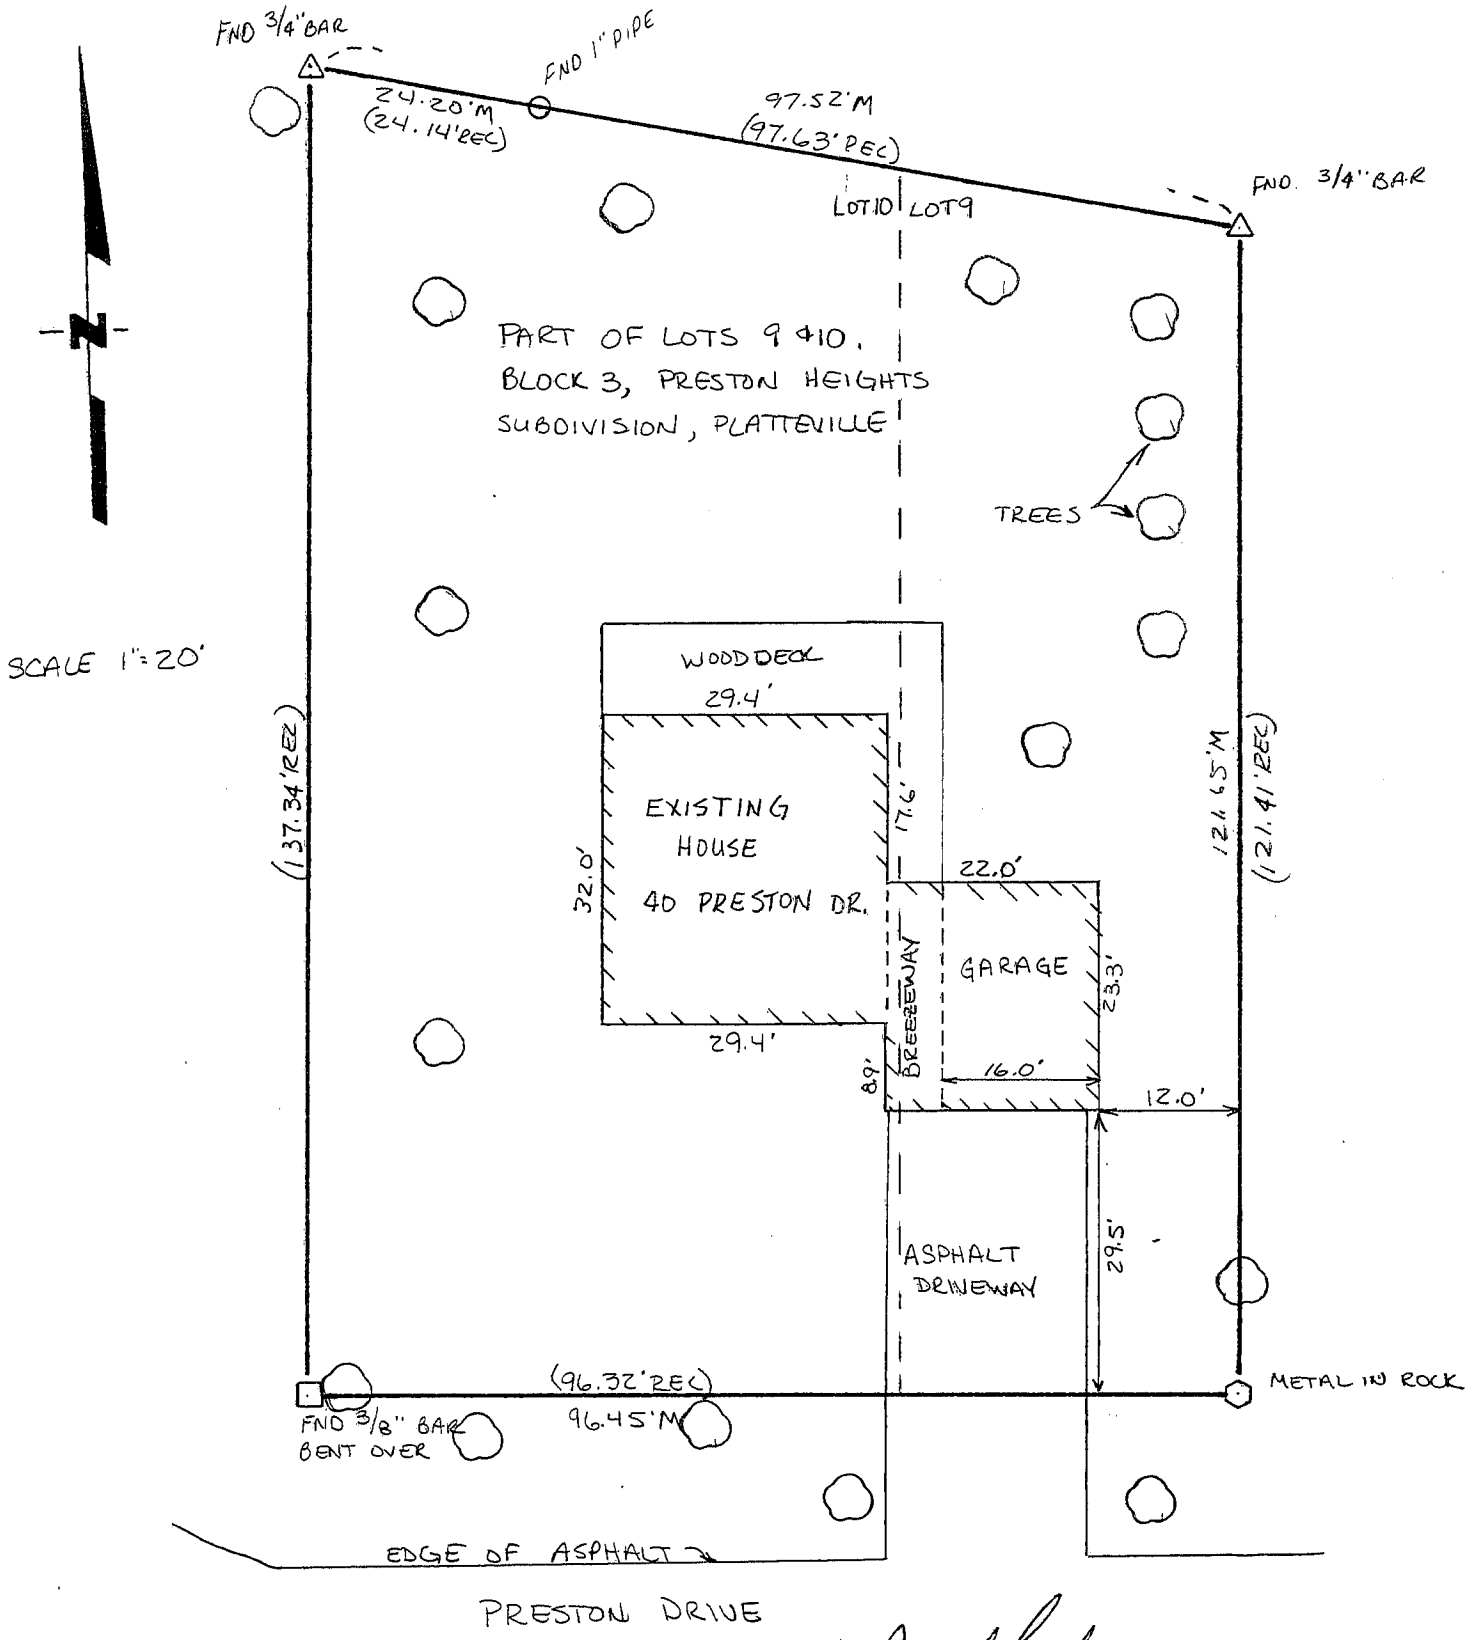 FND 3/4" BAR
FND 1" PIPE
24.20'M
(24.14'REC)
97.52'M
(97.63'REC)
FND. 3/4" BAR
LOT 10 LOT 9
N
PART OF LOTS 9 & 10,
BLOCK 3, PRESTON HEIGHTS
SUBDIVISION, PLATTEVILLE
TREES
SCALE 1"=20'
WOOD DECK
29.4'
(137.34'REC)
EXISTING
HOUSE
40 PRESTON DR.
32.0'
17.6'
121.65'M
(121.41'REC)
22.0'
BREEZEWAY
GARAGE
23.3'
29.4'
8.9'
16.0'
12.0'
ASPHALT
DRIVEWAY
29.5'
(96.32'REC)
96.45'M
METAL IN ROCK
FND 3/8" BAR
BENT OVER
EDGE OF ASPHALT
PRESTON DRIVE